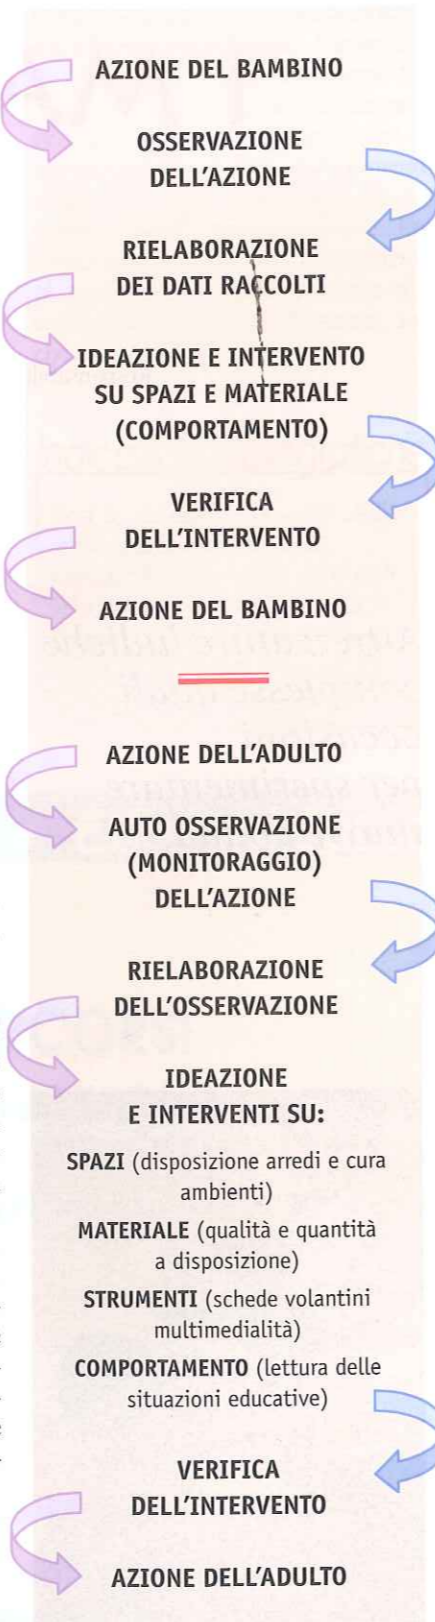 AZIONE DEL BAMBINO
OSSERVAZIONE
DELL'AZIONE
RIELABORAZIONE
DEI DATI RACCOLTI
IDEAZIONE E INTERVENTO
SU SPAZI E MATERIALE
(COMPORTAMENTO)
VERIFICA
DELL'INTERVENTO
AZIONE DEL BAMBINO
AZIONE DELL'ADULTO
AUTO OSSERVAZIONE
(MONITORAGGIO)
DELL'AZIONE
RIELABORAZIONE
DELL'OSSERVAZIONE
IDEAZIONE
E INTERVENTI SU:
SPAZI (disposizione arredi e cura
ambienti)
MATERIALE (qualità e quantità
a disposizione)
STRUMENTI (schede volantini
multimedialità)
COMPORTAMENTO (lettura delle
situazioni educative)
VERIFICA
DELL'INTERVENTO
AZIONE DELL'ADULTO